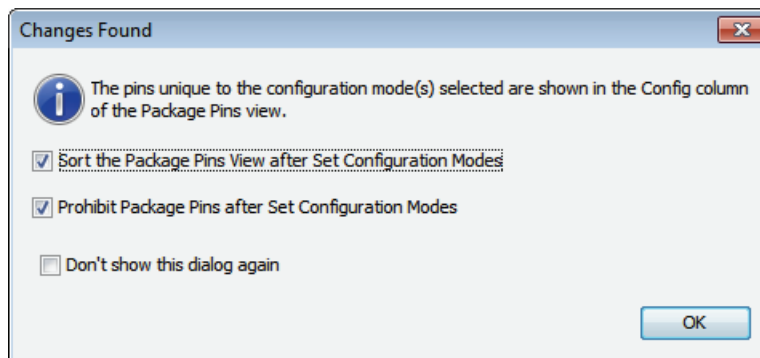 Changes Found
The pins unique to the configuration mode(s) selected are shown in the Config column
of the Package Pins view.
Sort the Package Pins View after Set Configuration Modes
Prohibit Package Pins after Set Configuration Modes
Don't show this dialog again
OK